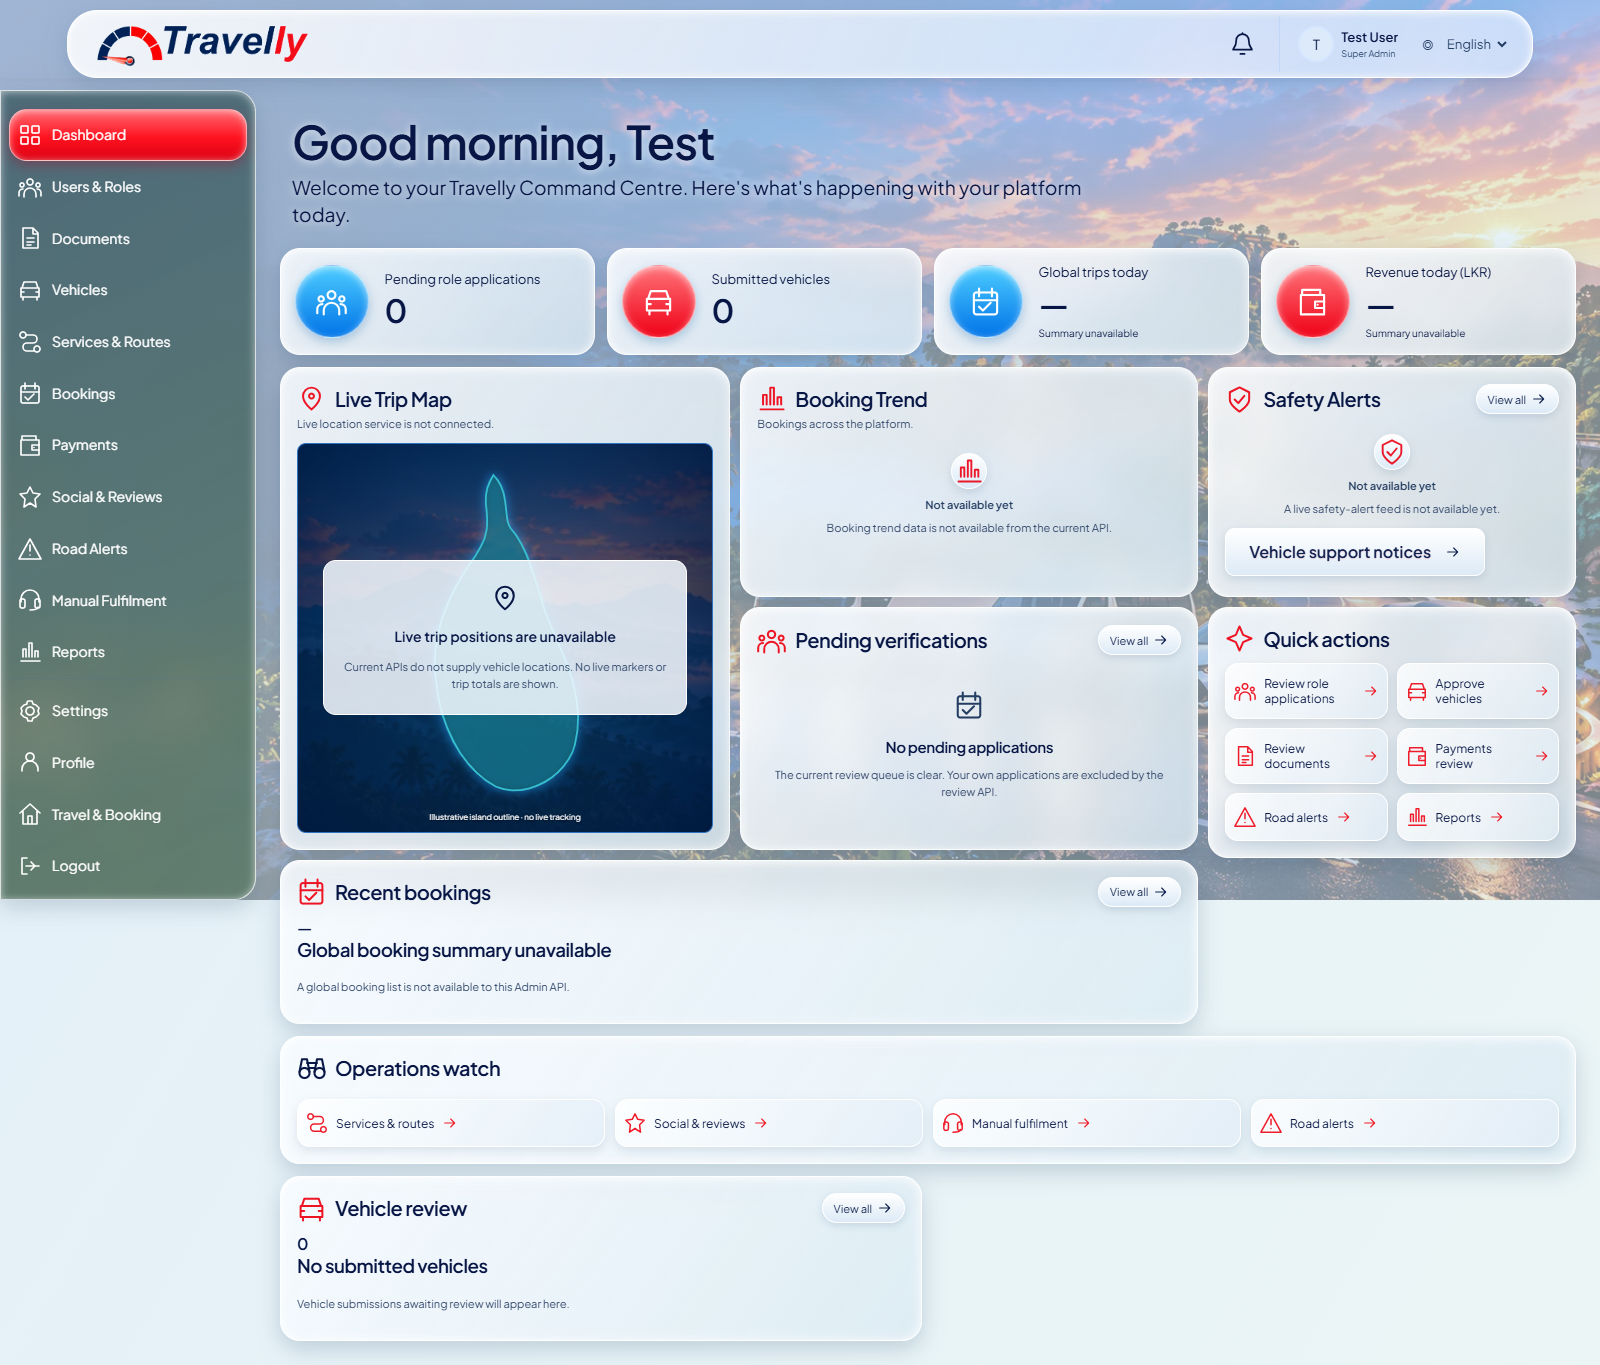 Travelly
T
Test User
Super Admin
English
Dashboard
Users & Roles
Documents
Vehicles
Services & Routes
Bookings
Payments
Social & Reviews
Road Alerts
Manual Fulfilment
Reports
Settings
Profile
Travel & Booking
Logout
Good morning, Test
Welcome to your Travelly Command Centre. Here's what's happening with your platform
today.
Pending role applications
0
Submitted vehicles
0
Global trips today
—
Summary unavailable
Revenue today (LKR)
—
Summary unavailable
Live Trip Map
Live location service is not connected.
Live trip positions are unavailable
Current APIs do not supply vehicle locations. No live markers or
trip totals are shown.
Illustrative island outline · no live tracking
Booking Trend
Bookings across the platform.
Not available yet
Booking trend data is not available from the current API.
Safety Alerts
View all
Not available yet
A live safety-alert feed is not available yet.
Vehicle support notices
Pending verifications
View all
No pending applications
The current review queue is clear. Your own applications are excluded by the
review API.
Quick actions
Review role
applications
Approve
vehicles
Review
documents
Payments
review
Road alerts
Reports
Recent bookings
View all
—
Global booking summary unavailable
A global booking list is not available to this Admin API.
Operations watch
Services & routes
Social & reviews
Manual fulfilment
Road alerts
Vehicle review
View all
0
No submitted vehicles
Vehicle submissions awaiting review will appear here.